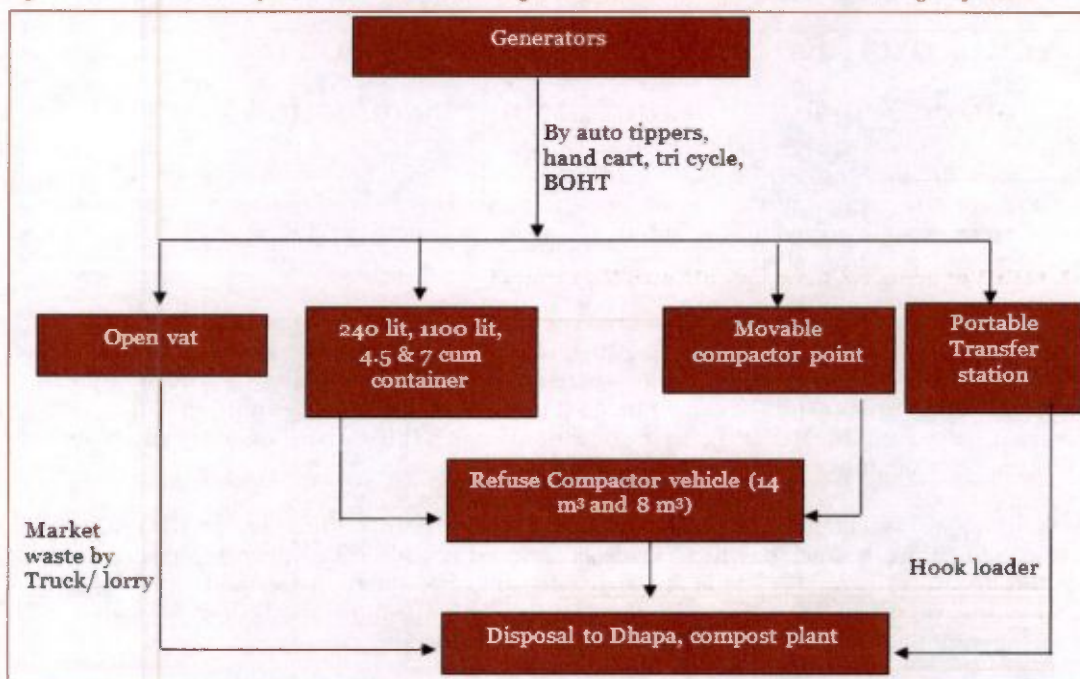 Generators
By auto tippers,
hand cart, tri cycle,
BOHT
Open vat
240 lit, 1100 lit,
4.5 & 7 cum
container
Movable
compactor point
Portable
Transfer
station
Refuse Compactor vehicle (14
m3 and 8 m3)
Market
waste by
Truck/ lorry
Hook loader
Disposal to Dhapa, compost plant